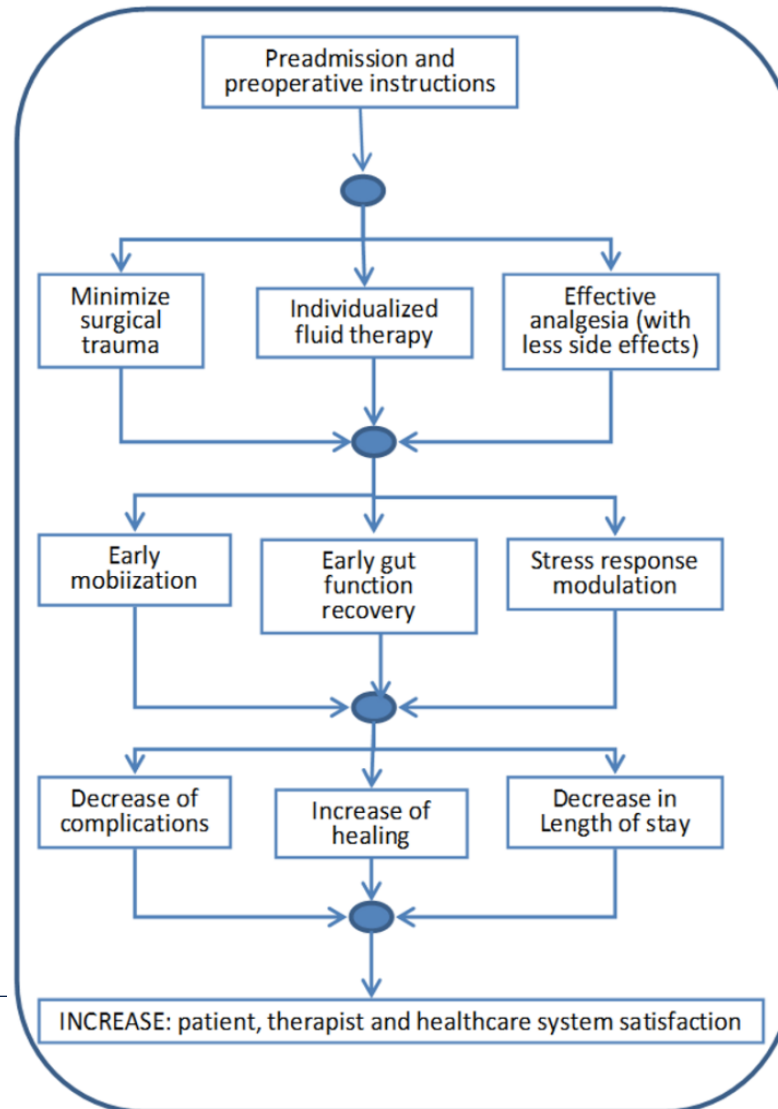 Preadmission and
preoperative instructions
Minimize
surgical
trauma
Individualized
fluid therapy
Effective
analgesia (with
less side effects)
Early
mobiization
Early gut
function
recovery
Stress response
modulation
Decrease of
complications
Increase of
healing
Decrease in
Length of stay
INCREASE: patient, therapist and healthcare system satisfaction